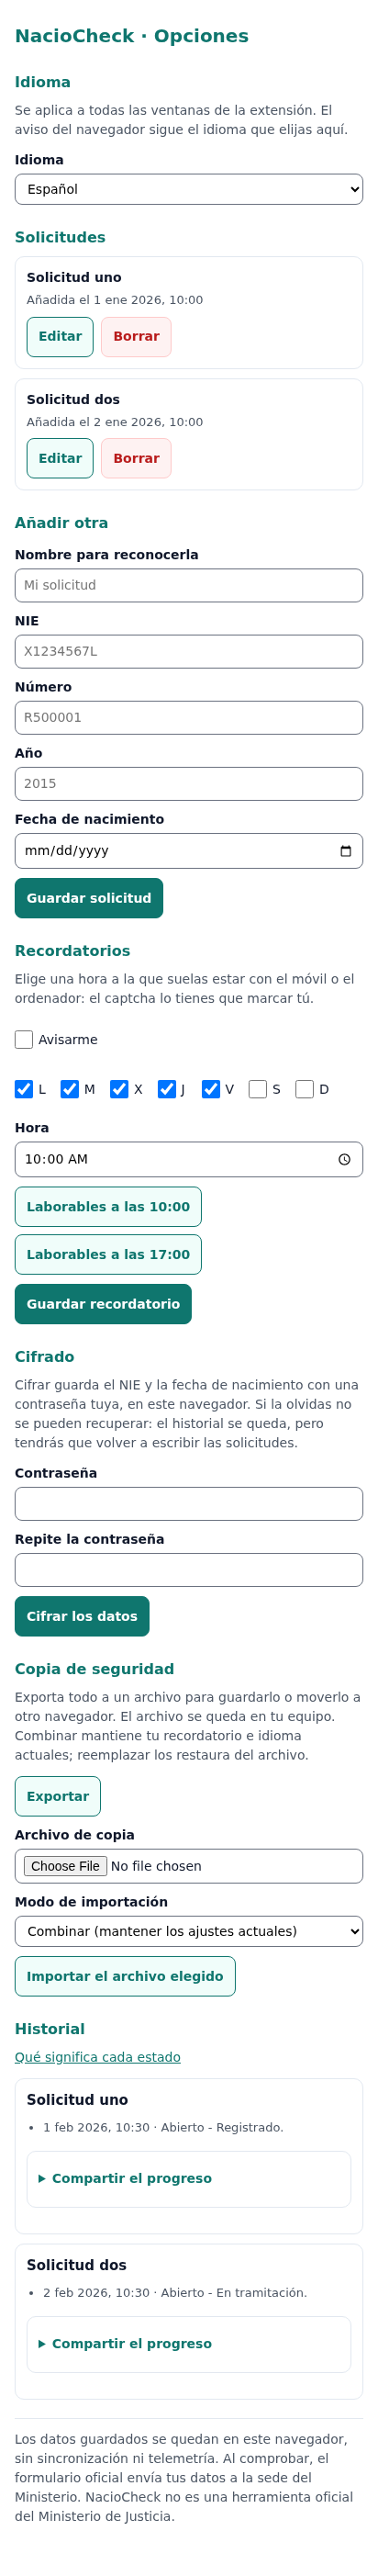 NacioCheck · Opciones
Idioma
Se aplica a todas las ventanas de la extensión. El
aviso del navegador sigue el idioma que elijas aquí.
Idioma
Español
Solicitudes
Solicitud uno
Añadida el 1 ene 2026, 10:00
Editar Borrar
Solicitud dos
Añadida el 2 ene 2026, 10:00
Editar Borrar
Añadir otra
Nombre para reconocerla
Mi solicitud
NIE
X1234567L
Número
R500001
Año
2015
Fecha de nacimiento
mm/dd/yyyy
Guardar solicitud
Recordatorios
Elige una hora a la que suelas estar con el móvil o el
ordenador: el captcha lo tienes que marcar tú.
Avisarme
L M X J V S D
Hora
10:00 AM
Laborables a las 10:00
Laborables a las 17:00
Guardar recordatorio
Cifrado
Cifrar guarda el NIE y la fecha de nacimiento con una
contraseña tuya, en este navegador. Si la olvidas no
se pueden recuperar: el historial se queda, pero
tendrás que volver a escribir las solicitudes.
Contraseña
Repite la contraseña
Cifrar los datos
Copia de seguridad
Exporta todo a un archivo para guardarlo o moverlo a
otro navegador. El archivo se queda en tu equipo.
Combinar mantiene tu recordatorio e idioma
actuales; reemplazar los restaura del archivo.
Exportar
Archivo de copia
Choose File No file chosen
Modo de importación
Combinar (mantener los ajustes actuales)
Importar el archivo elegido
Historial
Qué significa cada estado
Solicitud uno
• 1 feb 2026, 10:30 · Abierto - Registrado.
Compartir el progreso
Solicitud dos
• 2 feb 2026, 10:30 · Abierto - En tramitación.
Compartir el progreso
Los datos guardados se quedan en este navegador,
sin sincronización ni telemetría. Al comprobar, el
formulario oficial envía tus datos a la sede del
Ministerio. NacioCheck no es una herramienta oficial
del Ministerio de Justicia.